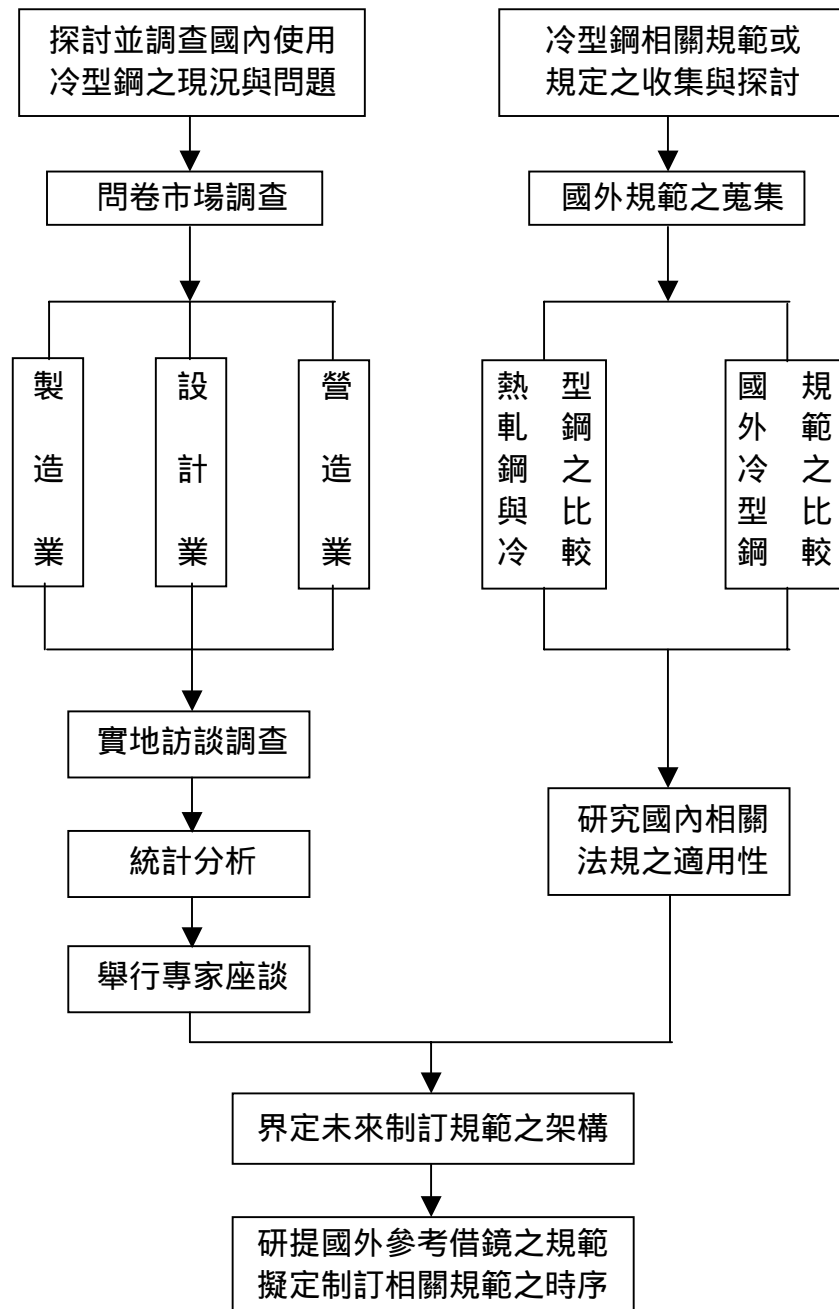 探討並調查國內使用
冷型鋼之現況與問題
冷型鋼相關規範或
規定之收集與探討
問卷市場調查
國外規範之蒐集
製造業
設計業
營造業
熱軋鋼與冷
型鋼之比較
國外冷型鋼
規範之比較
實地訪談調查
統計分析
舉行專家座談
研究國內相關
法規之適用性
界定未來制訂規範之架構
研提國外參考借鏡之規範
擬定制訂相關規範之時序